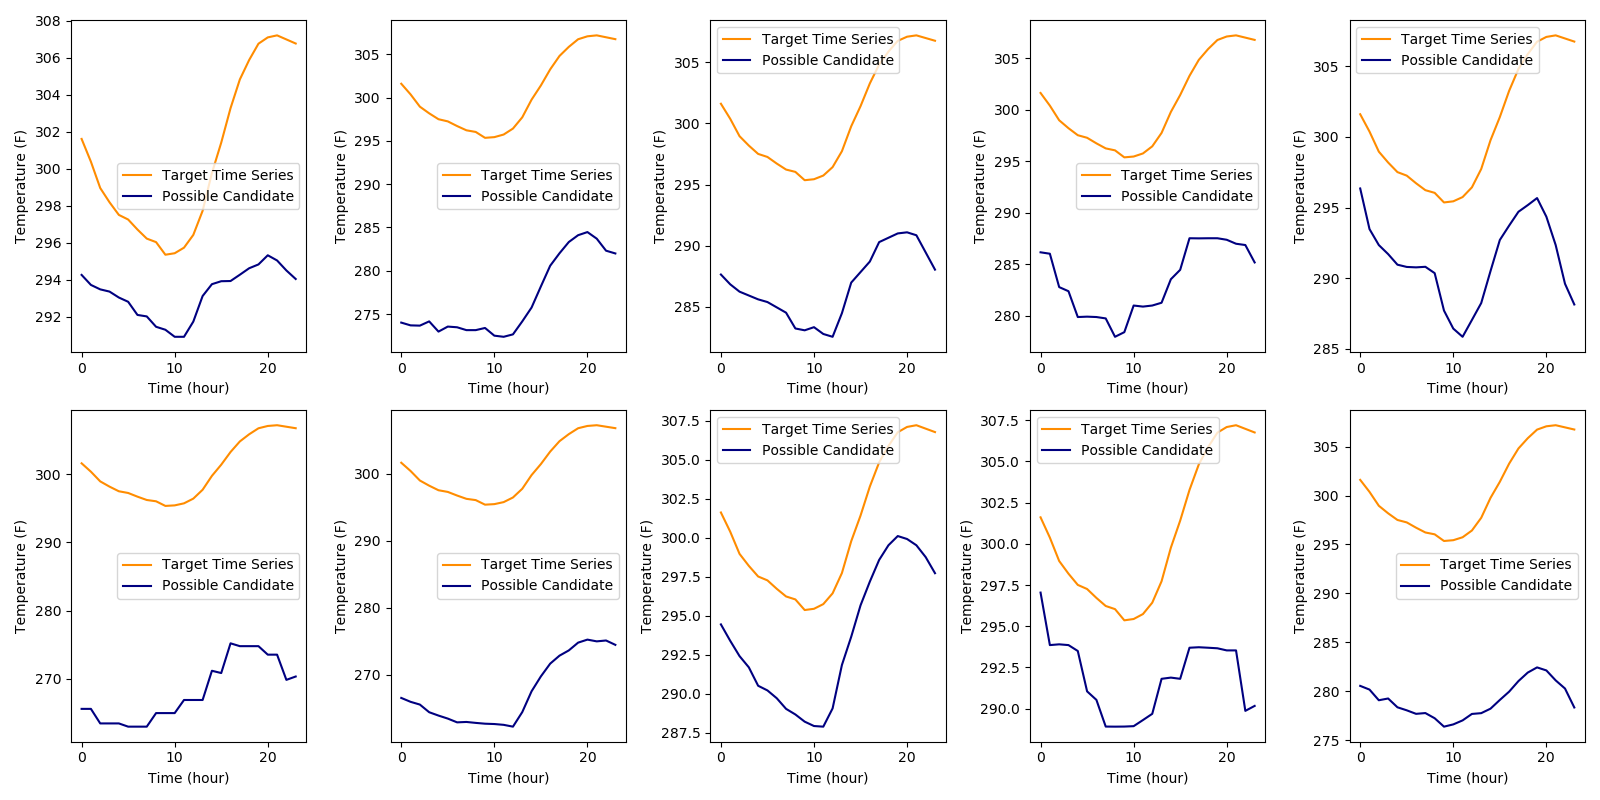 308
306
304
302
300
298
296
294
292
Temperature (F)
Target Time Series
Possible Candidate
0
10
20
Time (hour)
305
300
295
290
285
280
275
Temperature (F)
Target Time Series
Possible Candidate
0
10
20
Time (hour)
305
300
295
290
285
Temperature (F)
Target Time Series
Possible Candidate
0
10
20
Time (hour)
305
300
295
290
285
280
Temperature (F)
Target Time Series
Possible Candidate
0
10
20
Time (hour)
305
300
295
290
285
Temperature (F)
Target Time Series
Possible Candidate
0
10
20
Time (hour)
300
290
280
270
Temperature (F)
Target Time Series
Possible Candidate
0
10
20
Time (hour)
300
290
280
270
Temperature (F)
Target Time Series
Possible Candidate
0
10
20
Time (hour)
307.5
305.0
302.5
300.0
297.5
295.0
292.5
290.0
287.5
Temperature (F)
Target Time Series
Possible Candidate
0
10
20
Time (hour)
307.5
305.0
302.5
300.0
297.5
295.0
292.5
290.0
Temperature (F)
Target Time Series
Possible Candidate
0
10
20
Time (hour)
305
300
295
290
285
280
275
Temperature (F)
Target Time Series
Possible Candidate
0
10
20
Time (hour)